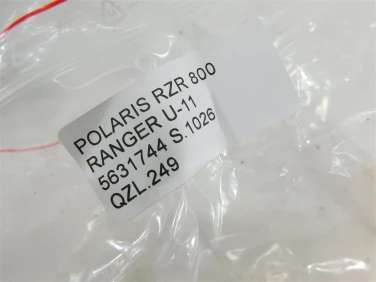 POLARIS RZR 800
RANGER U-11
5631744 S.1026
QZL.249